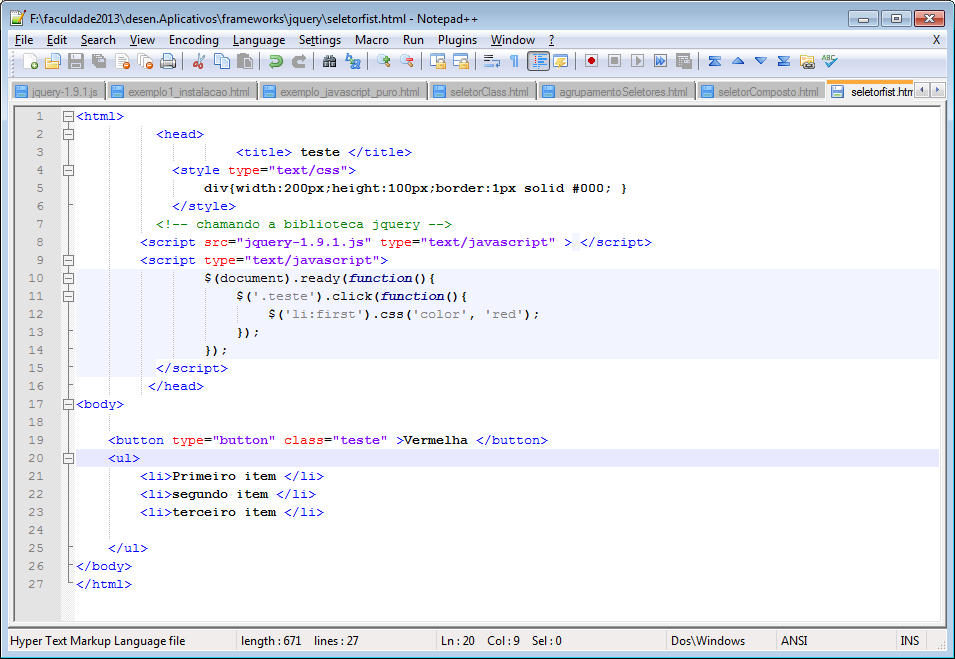 F:\faculdade2013\desen.Aplicativos\frameworks\jquery\seletorfist.html - Notepad++
File Edit Search View Encoding Language Settings Macro Run Plugins Window ? X
jquery-1.9.1.js exemplo1_instalacao.html exemplo_javascript_puro.html seletorClass.html agrupamentoSeletores.html seletorComposto.html seletorfist.htm
1 <html>
2 <head>
3 <title> teste </title>
4 <style type="text/css">
5 div{width:200px;height:100px;border:1px solid #000; }
6 </style>
7 <!-- chamando a biblioteca jquery -->
8 <script src="jquery-1.9.1.js" type="text/javascript" > </script>
9 <script type="text/javascript">
10 $(document).ready(function(){
11 $('.teste').click(function(){
12 $('li:first').css('color', 'red');
13 });
14 });
15 </script>
16 </head>
17 <body>
18
19 <button type="button" class="teste" >Vermelha </button>
20 <ul>
21 <li>Primeiro item </li>
22 <li>segundo item </li>
23 <li>terceiro item </li>
24
25 </ul>
26 </body>
27 </html>
Hyper Text Markup Language file length : 671 lines : 27 Ln : 20 Col : 9 Sel : 0 Dos\Windows ANSI INS